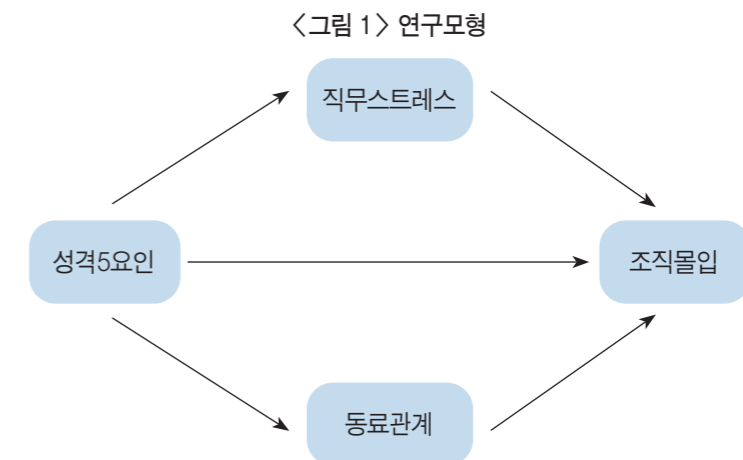 〈그림 1〉 연구모형
직무스트레스
성격5요인
조직몰입
동료관계